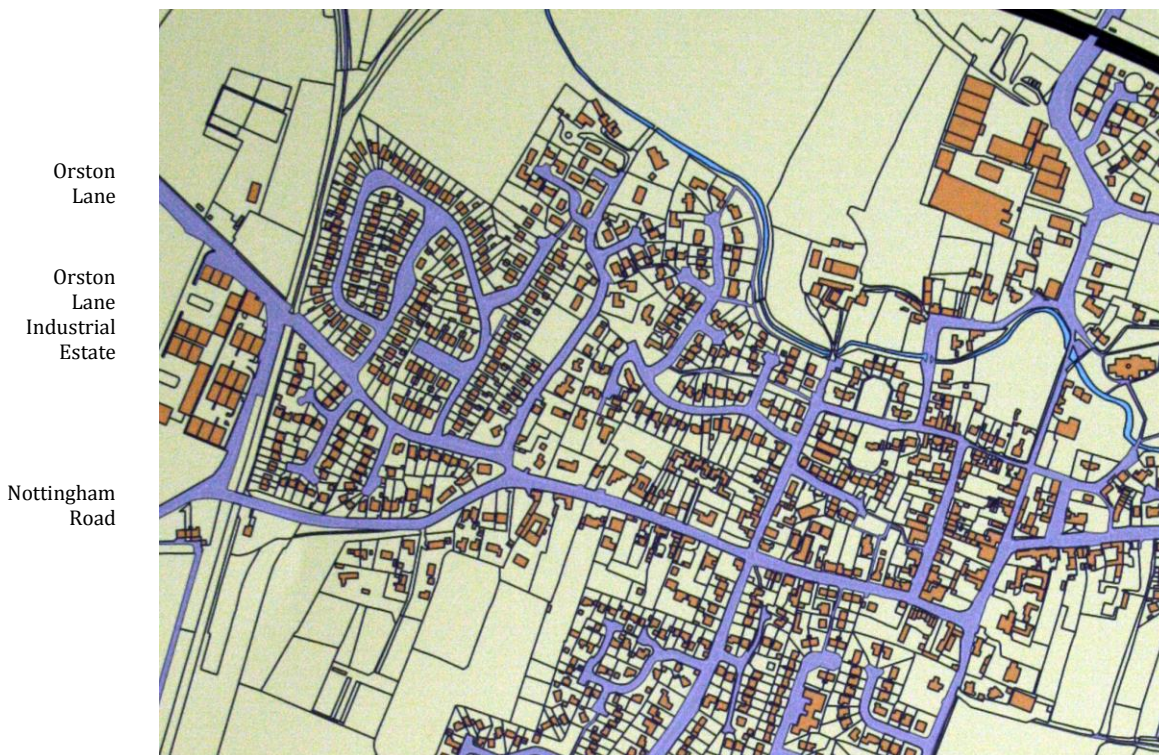 Orston
Lane
Orston
Lane
Industrial
Estate
Nottingham
Road